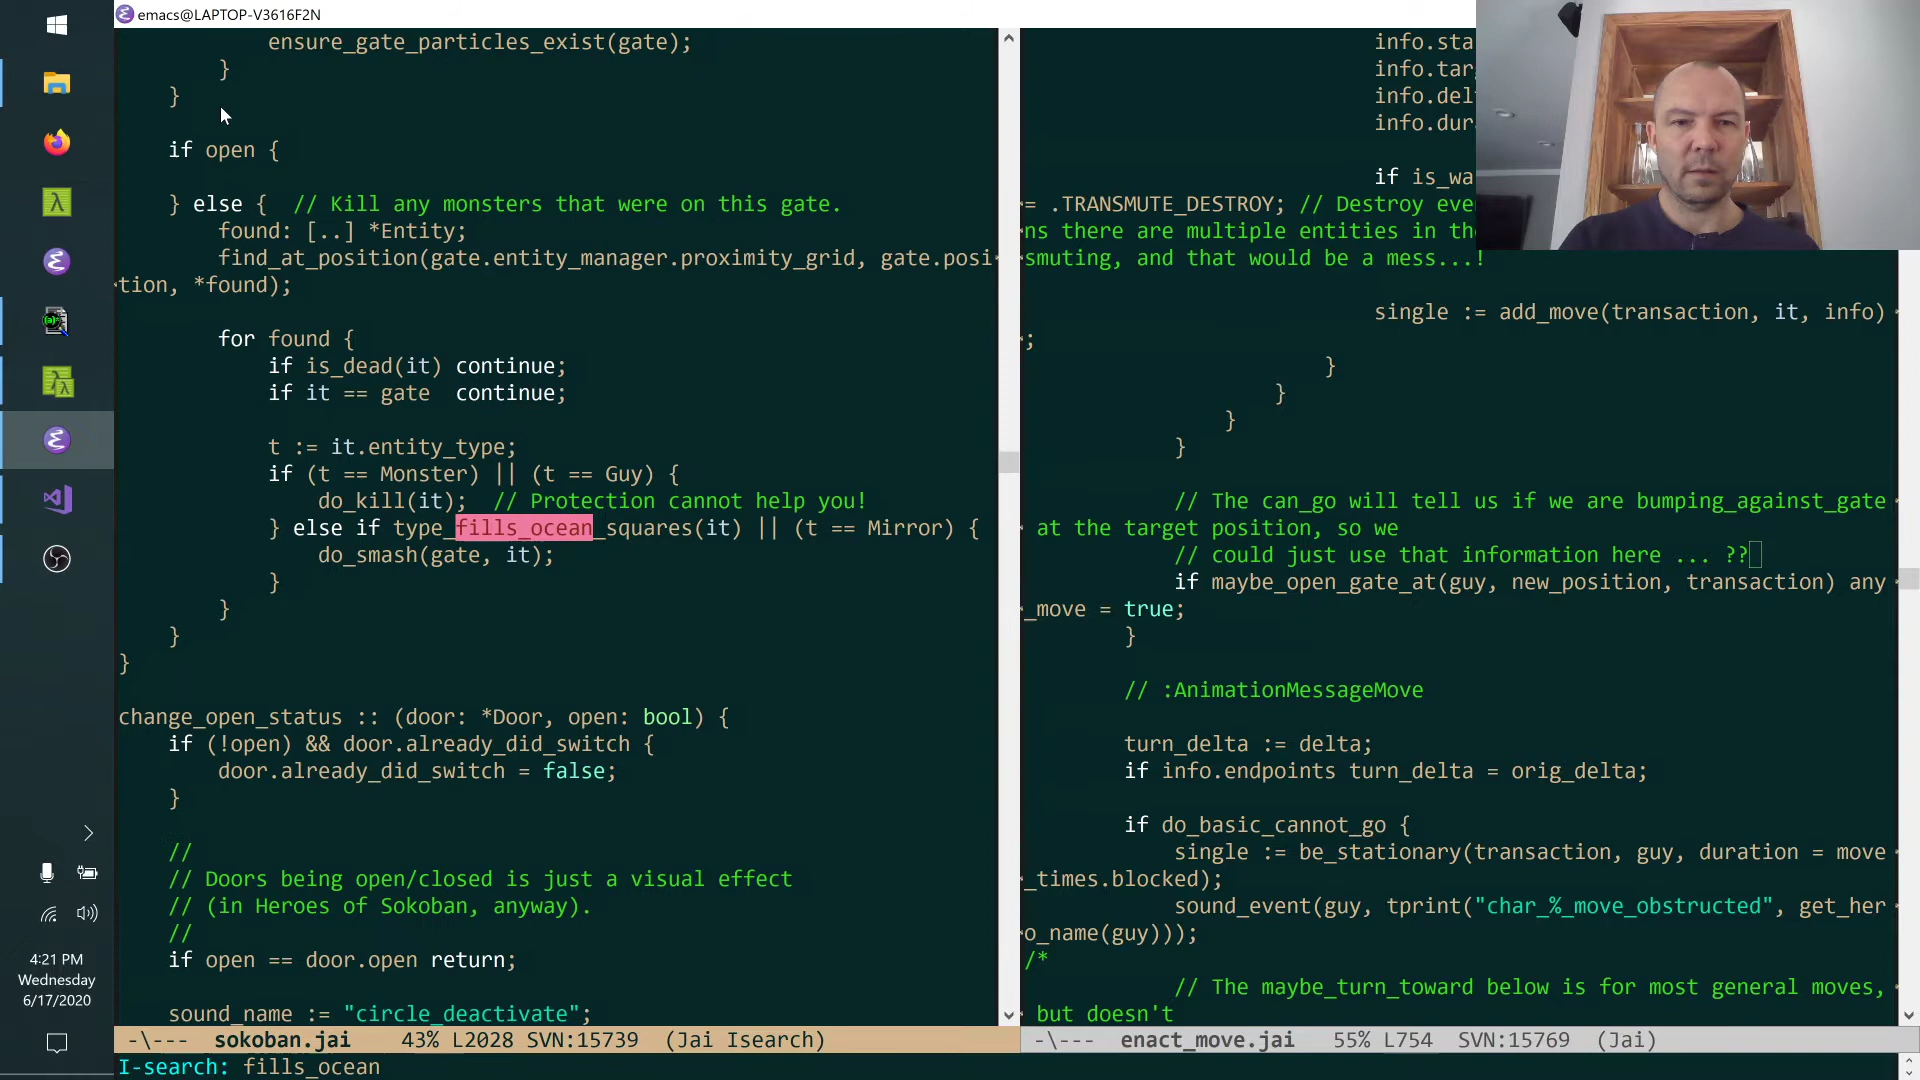 emacs@LAPTOP-V3616F2N
ensure_gate_particles_exist(gate);
}
}
if open {
} else {  // Kill any monsters that were on this gate.
found: [..] *Entity;
find_at_position(gate.entity_manager.proximity_grid, gate.posi
tion, *found);
for found {
if is_dead(it) continue;
if it == gate  continue;
t := it.entity_type;
if (t == Monster) || (t == Guy) {
do_kill(it);  // Protection cannot help you!
} else if type_fills_ocean_squares(it) || (t == Mirror) {
do_smash(gate, it);
}
}
}
}
change_open_status :: (door: *Door, open: bool) {
if (!open) && door.already_did_switch {
door.already_did_switch = false;
}
//
// Doors being open/closed is just a visual effect
// (in Heroes of Sokoban, anyway).
//
if open == door.open return;
sound_name := "circle_deactivate";
-\---  sokoban.jai    43% L2028 SVN:15739  (Jai Isearch)
I-search: fills_ocean
info.sta
info.tar
info.del
info.dur
if is_wa
= .TRANSMUTE_DESTROY; // Destroy eve
ns there are multiple entities in th
smuting, and that would be a mess...!
single := add_move(transaction, it, info)
;
}
}
}
}
// The can_go will tell us if we are bumping_against_gate
at the target position, so we
// could just use that information here ... ??
if maybe_open_gate_at(guy, new_position, transaction) any
_move = true;
}
// :AnimationMessageMove
turn_delta := delta;
if info.endpoints turn_delta = orig_delta;
if do_basic_cannot_go {
single := be_stationary(transaction, guy, duration = move
_times.blocked);
sound_event(guy, tprint("char_%_move_obstructed", get_her
o_name(guy)));
/*
// The maybe_turn_toward below is for most general moves,
but doesn't
-\---  enact_move.jai    55% L754  SVN:15769  (Jai)
4:21 PM
Wednesday
6/17/2020